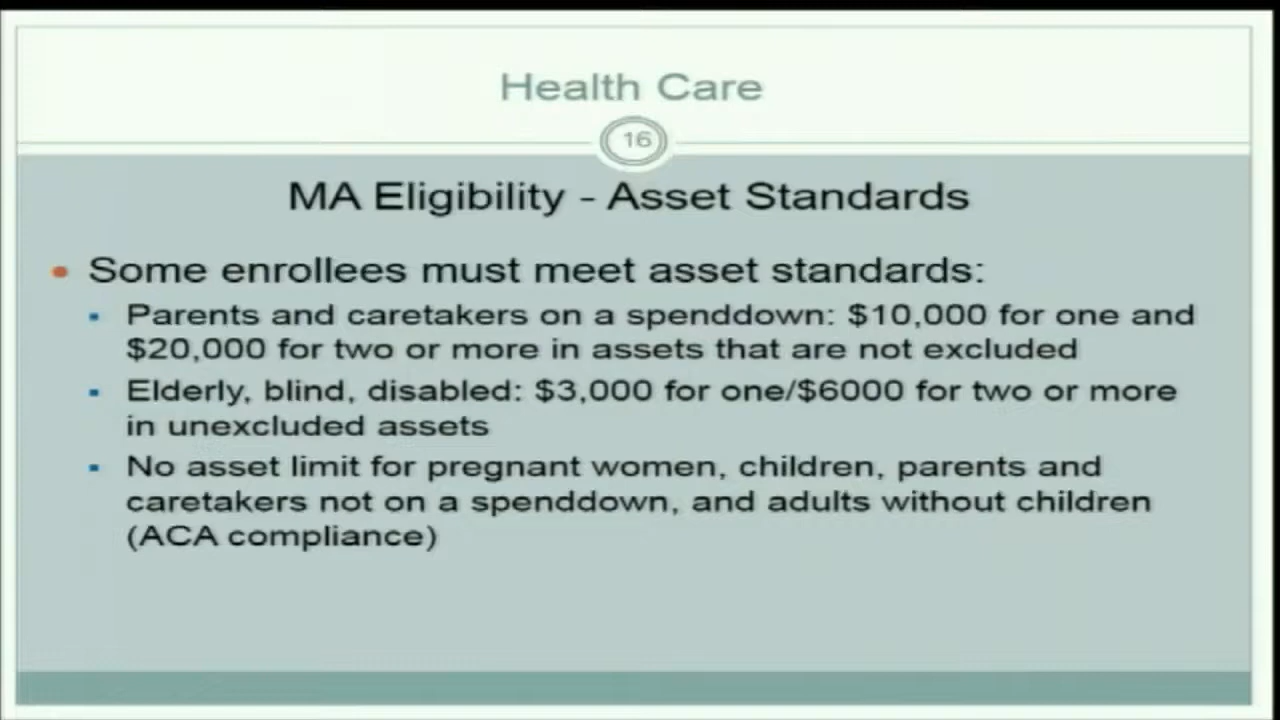 Health Care
16
MA Eligibility - Asset Standards
• Some enrollees must meet asset standards:
▪ Parents and caretakers on a spenddown: $10,000 for one and
$20,000 for two or more in assets that are not excluded
▪ Elderly, blind, disabled: $3,000 for one/$6000 for two or more
in unexcluded assets
▪ No asset limit for pregnant women, children, parents and
caretakers not on a spenddown, and adults without children
(ACA compliance)